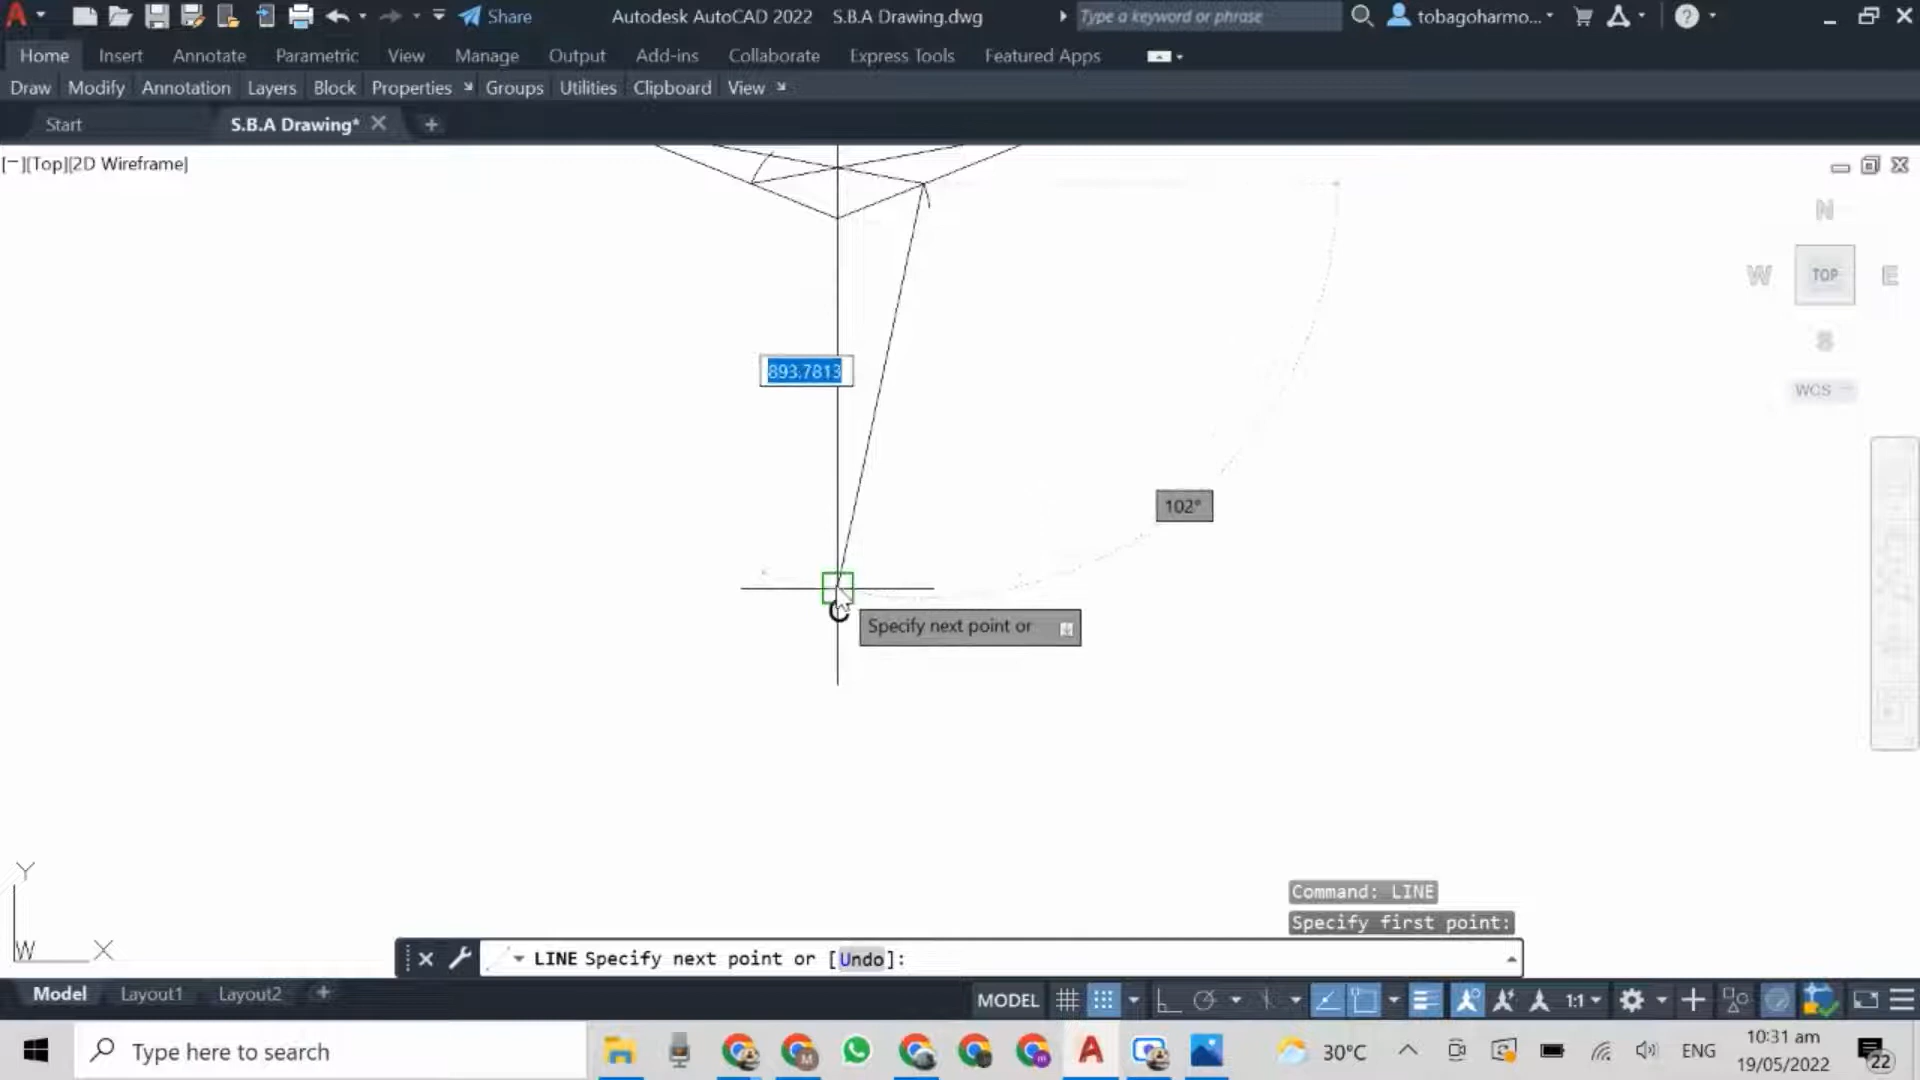 Share
Autodesk AutoCAD 2022 S.B.A Drawing.dwg
Type a keyword or phrase
tobagoharmo...
Home Insert Annotate Parametric View Manage Output Add-ins Collaborate Express Tools Featured Apps
Draw Modify Annotation Layers Block Properties Groups Utilities Clipboard View
Start S.B.A Drawing*
[−][Top][2D Wireframe]
N
W TOP E
S
WCS
893.7813
102°
Specify next point or
Y
W X
Command: LINE
Specify first point:
LINE Specify next point or [Undo]:
Model Layout1 Layout2 +
MODEL 1:1
Type here to search
30°C
ENG
10:31 am
19/05/2022
22